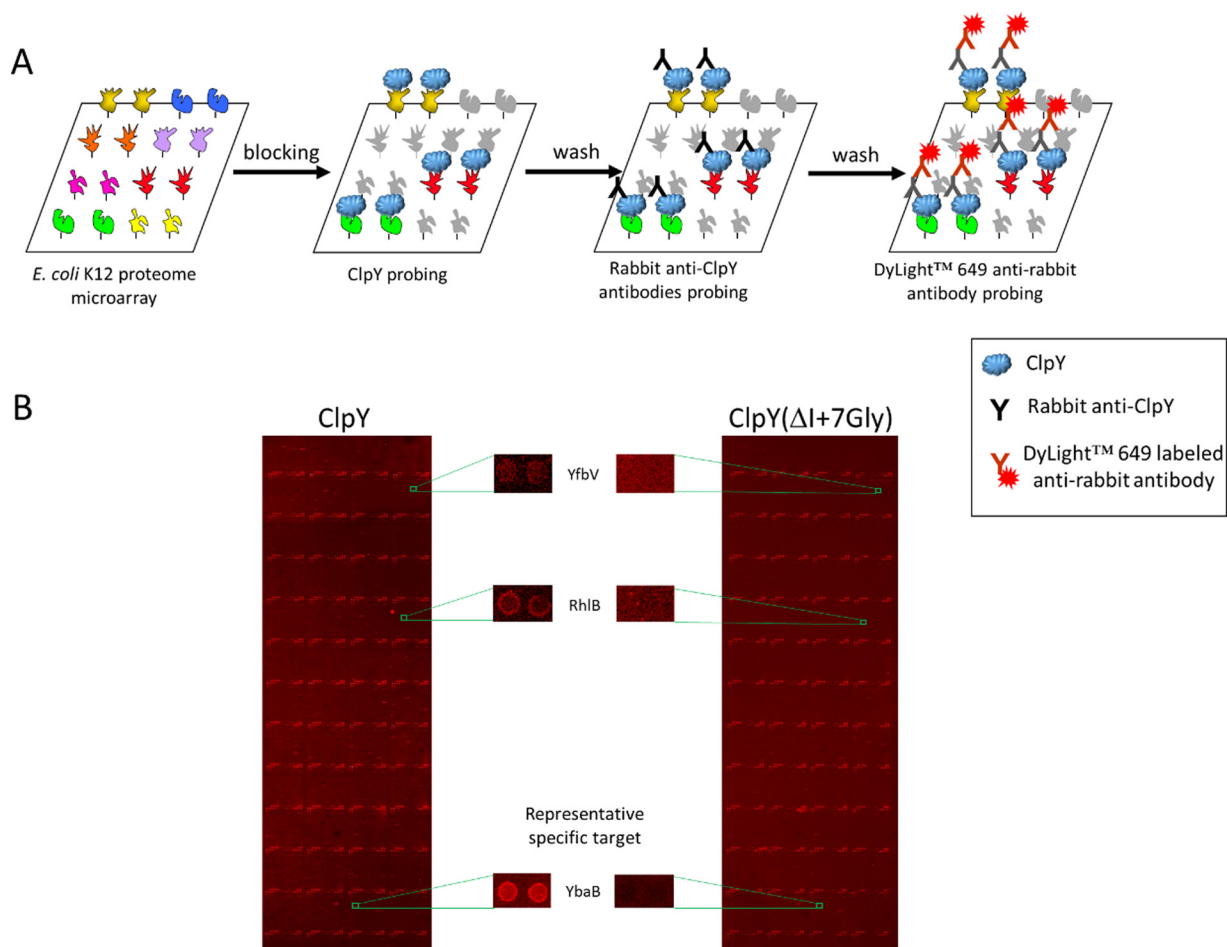 A
blocking
wash
wash
E. coli K12 proteome
microarray
ClpY probing
Rabbit anti-ClpY
antibodies probing
DyLight™ 649 anti-rabbit
antibody probing
ClpY
Rabbit anti-ClpY
DyLight™ 649 labeled
anti-rabbit antibody
B
ClpY
ClpY(ΔI+7Gly)
YfbV
RhlB
Representative
specific target
YbaB